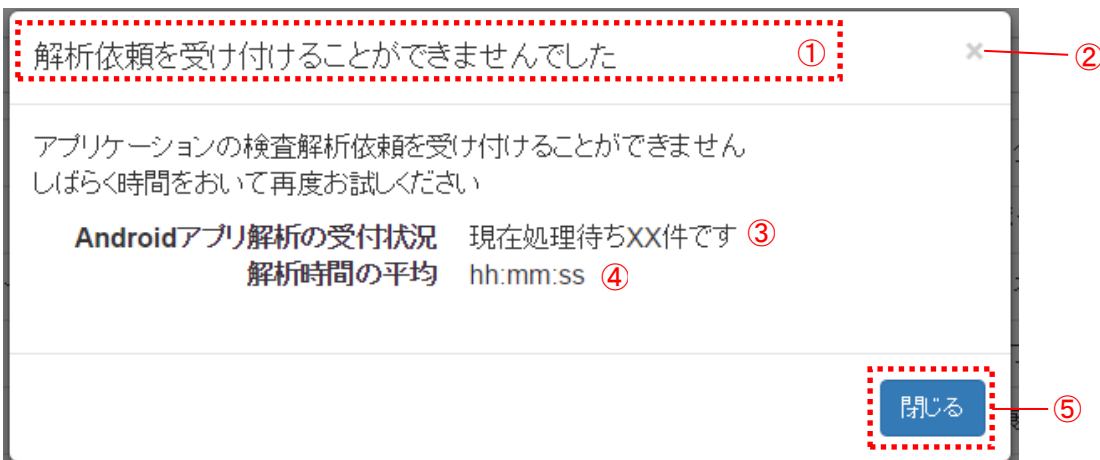 解析依頼を受け付けることができませんでした ①
× ②
アプリケーションの検査解析依頼を受け付けることができません
しばらく時間をおいて再度お試しください
Androidアプリ解析の受付状況 現在処理待ちXX件です ③
解析時間の平均 hh:mm:ss ④
閉じる ⑤